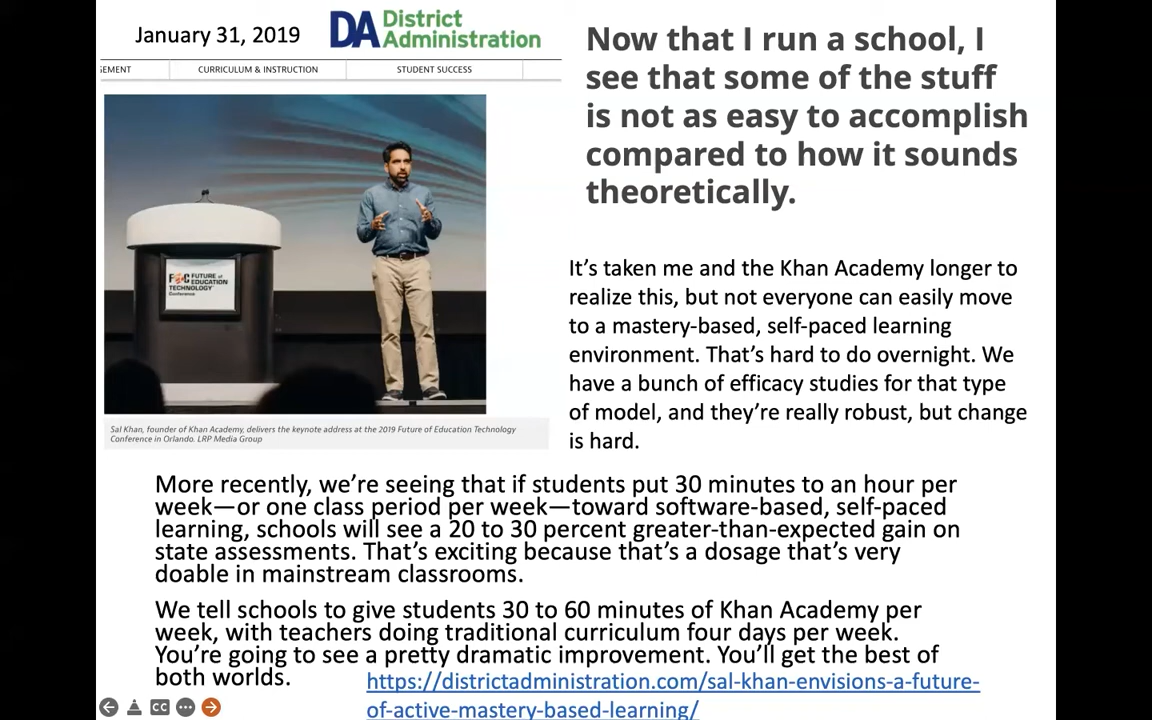 January 31, 2019
DA District
Administration
GEMENT
CURRICULUM & INSTRUCTION
STUDENT SUCCESS
FUTURE of
EDUCATION
TECHNOLOGY
Conference
Sal Khan, founder of Khan Academy, delivers the keynote address at the 2019 Future of Education Technology
Conference in Orlando. LRP Media Group
Now that I run a school, I
see that some of the stuff
is not as easy to accomplish
compared to how it sounds
theoretically.
It’s taken me and the Khan Academy longer to
realize this, but not everyone can easily move
to a mastery-based, self-paced learning
environment. That’s hard to do overnight. We
have a bunch of efficacy studies for that type
of model, and they’re really robust, but change
is hard.
More recently, we’re seeing that if students put 30 minutes to an hour per
week—or one class period per week—toward software-based, self-paced
learning, schools will see a 20 to 30 percent greater-than-expected gain on
state assessments. That’s exciting because that’s a dosage that’s very
doable in mainstream classrooms.
We tell schools to give students 30 to 60 minutes of Khan Academy per
week, with teachers doing traditional curriculum four days per week.
You’re going to see a pretty dramatic improvement. You’ll get the best of
both worlds.
https://districtadministration.com/sal-khan-envisions-a-future-
of-active-mastery-based-learning/
CC